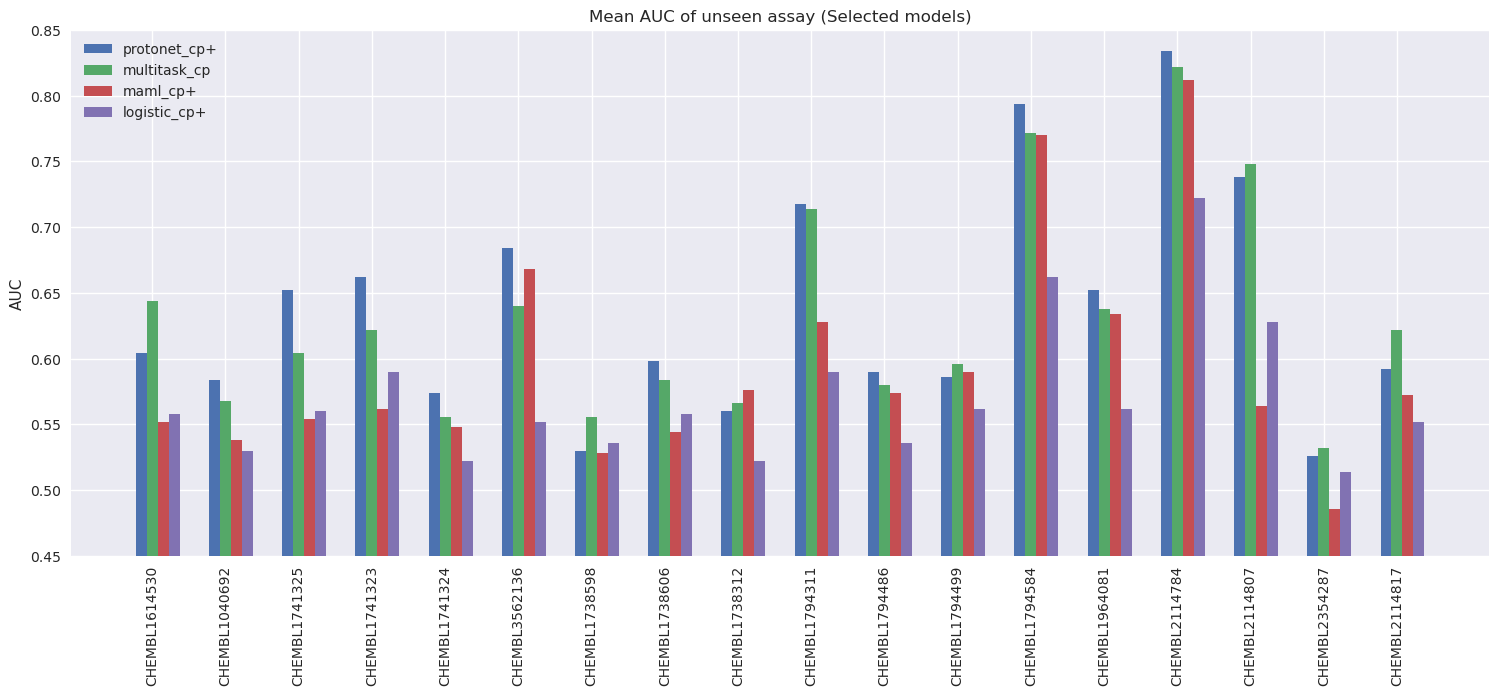 Mean AUC of unseen assay (Selected models)
protonet_cp+
multitask_cp
maml_cp+
logistic_cp+
AUC
0.85
0.80
0.75
0.70
0.65
0.60
0.55
0.50
0.45
CHEMBL1614530
CHEMBL1040692
CHEMBL1741325
CHEMBL1741323
CHEMBL1741324
CHEMBL3562136
CHEMBL1738598
CHEMBL1738606
CHEMBL1738312
CHEMBL1794311
CHEMBL1794486
CHEMBL1794499
CHEMBL1794584
CHEMBL1964081
CHEMBL2114784
CHEMBL2114807
CHEMBL2354287
CHEMBL2114817